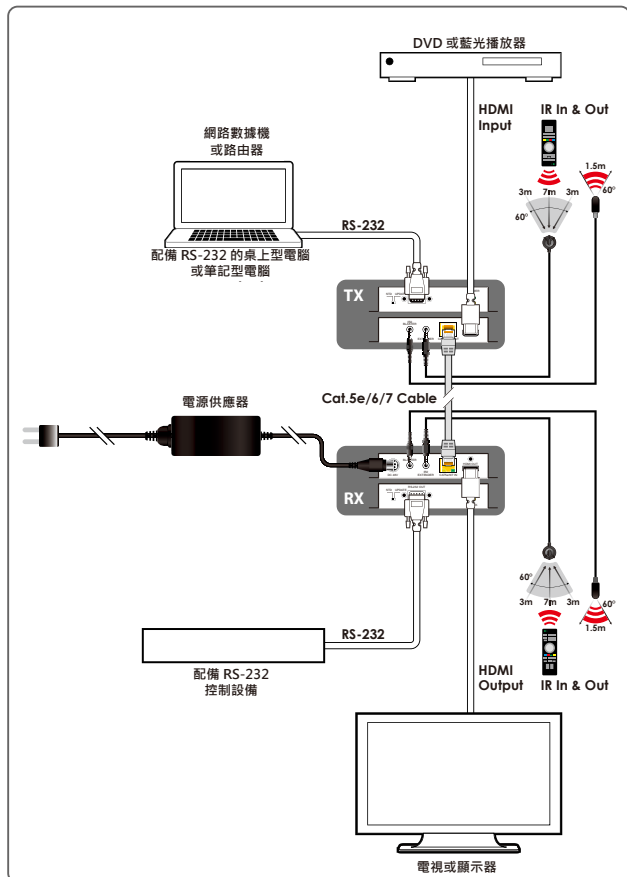 DVD 或藍光播放器
HDMI
Input
IR In & Out
網路數據機
或路由器
1.5m
60º
3m 7m 3m
60º
RS-232
配備 RS-232 的桌上型電腦
或筆記型電腦
TX
Cat.5e/6/7 Cable
電源供應器
RX
60º
3m 7m 3m
60º
1.5m
RS-232
配備 RS-232
控制設備
HDMI
Output
IR In & Out
電視或顯示器